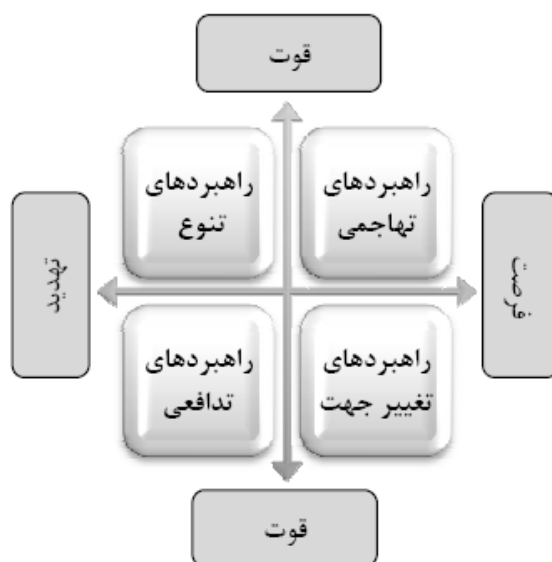 قوت
راهبردهای
تهاجمی
راهبردهای
تنوع
فرصت
تهدید
راهبردهای
تغییر جهت
راهبردهای
تدافعی
قوت